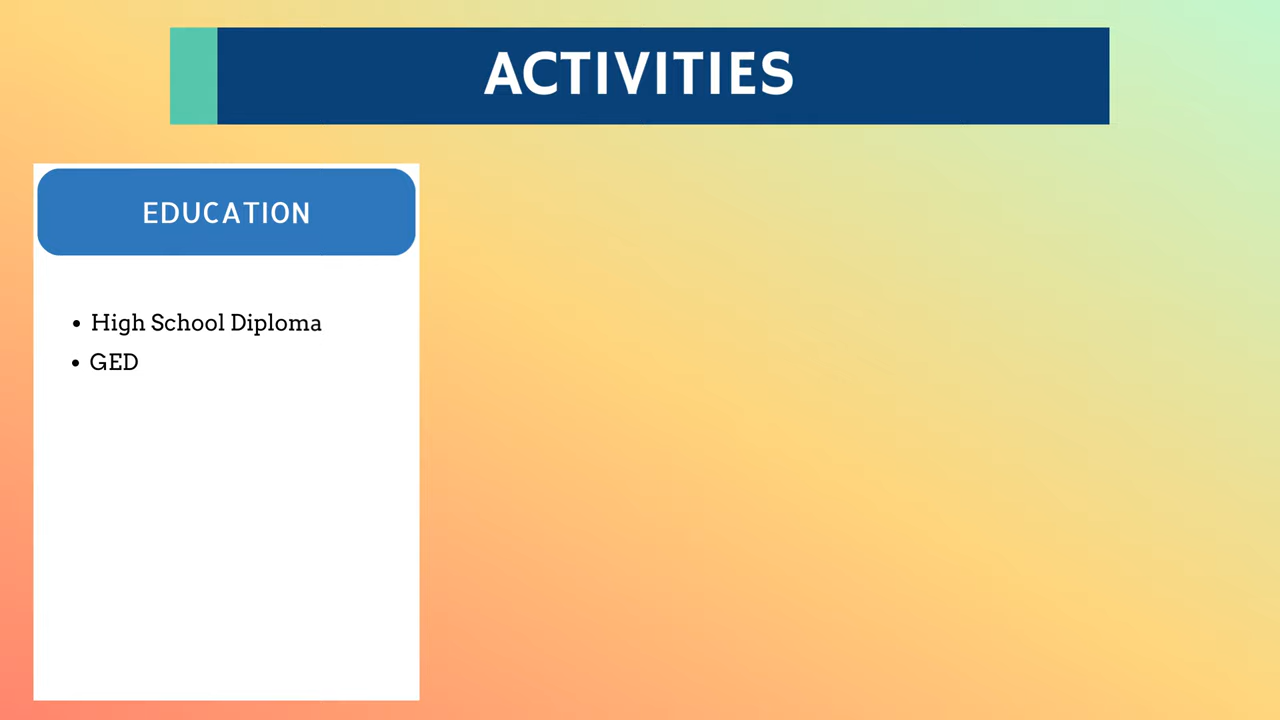 ACTIVITIES
EDUCATION
• High School Diploma
• GED